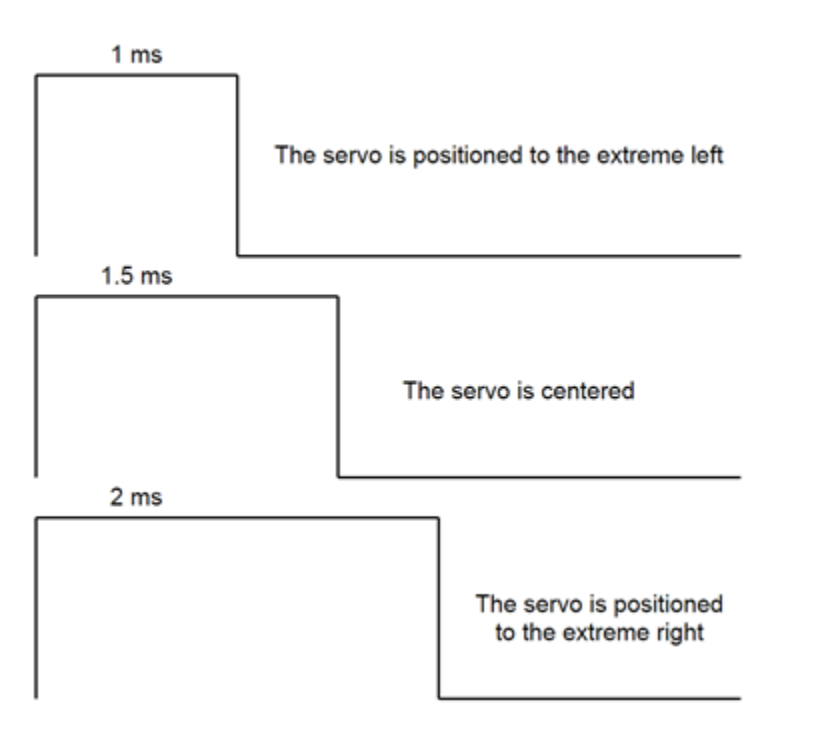 1 ms
The servo is positioned to the extreme left
1.5 ms
The servo is centered
2 ms
The servo is positioned
to the extreme right